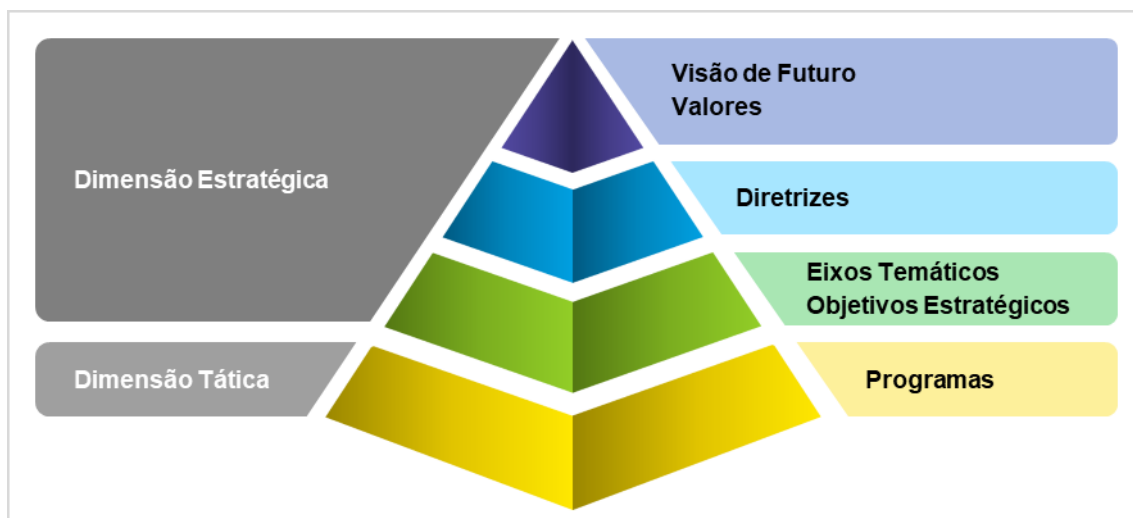 Dimensão Estratégica
Visão de Futuro
Valores
Diretrizes
Eixos Temáticos
Objetivos Estratégicos
Dimensão Tática
Programas